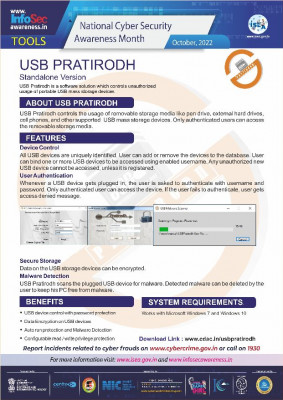 www.
InfoSec
awareness.in
TOOLS
National Cyber Security
Awareness Month
October, 2022
www.isea.gov.in
USB PRATIRODH
Standalone Version
USB Pratirodh is a software solution which controls unauthorized
usage of portable USB mass storage devices.
ABOUT USB PRATIRODH
USB Pratirodh controls the usage of removable storage media like pen drive, external hard drives,
cell phones, and other supported USB mass storage devices. Only authenticated users can access
the removable storage media.
FEATURES
Device Control
All USB devices are uniquely identified. User can add or remove the devices to the database. User
can bind one or more USB devices to be accessed using enabled username. Any unauthorized new
USB device cannot be accessed unless it is registered.
User Authentication
Whenever a USB device gets plugged in, the user is asked to authenticate with username and
password. Only authenticated user can access the device. If the user fails to authenticate, user gets
access denied message.
Secure Storage
Data on the USB storage devices can be encrypted.
Malware Detection
USB Pratirodh scans the plugged USB device for malware. Detected malware can be deleted by the
user to keep his PC free from malware.
BENEFITS
USB device control with password protection
Data Encryption on USB devices
Auto run protection and Malware Detection
Configurable read / write privilege protection
SYSTEM REQUIREMENTS
Works with Microsoft Windows 7 and Windows 10
Download Link : www.cdac.in/usbpratirodh
Report incidents related to cyber frauds on www.cybercrime.gov.in or call on 1930
For more information visit: www.isea.gov.in and www.infosecawareness.in
NIC